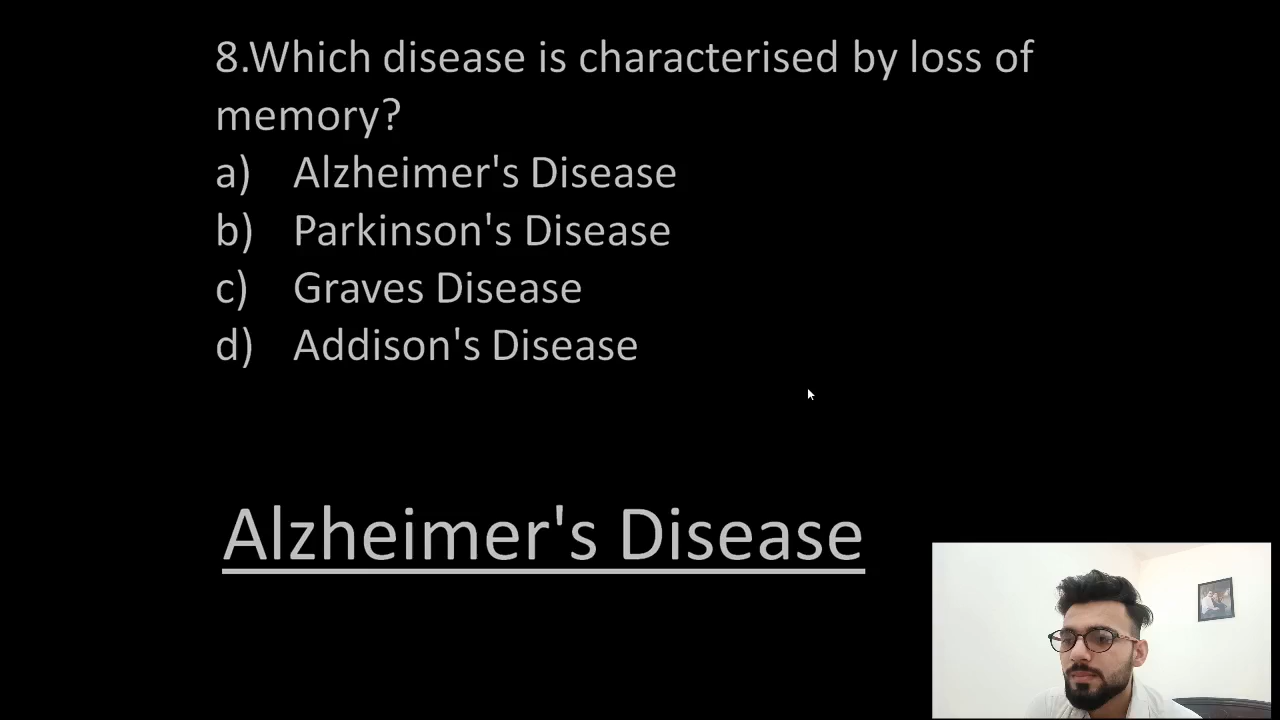 8.Which disease is characterised by loss of
memory?
a) Alzheimer's Disease
b) Parkinson's Disease
c) Graves Disease
d) Addison's Disease
Alzheimer's Disease